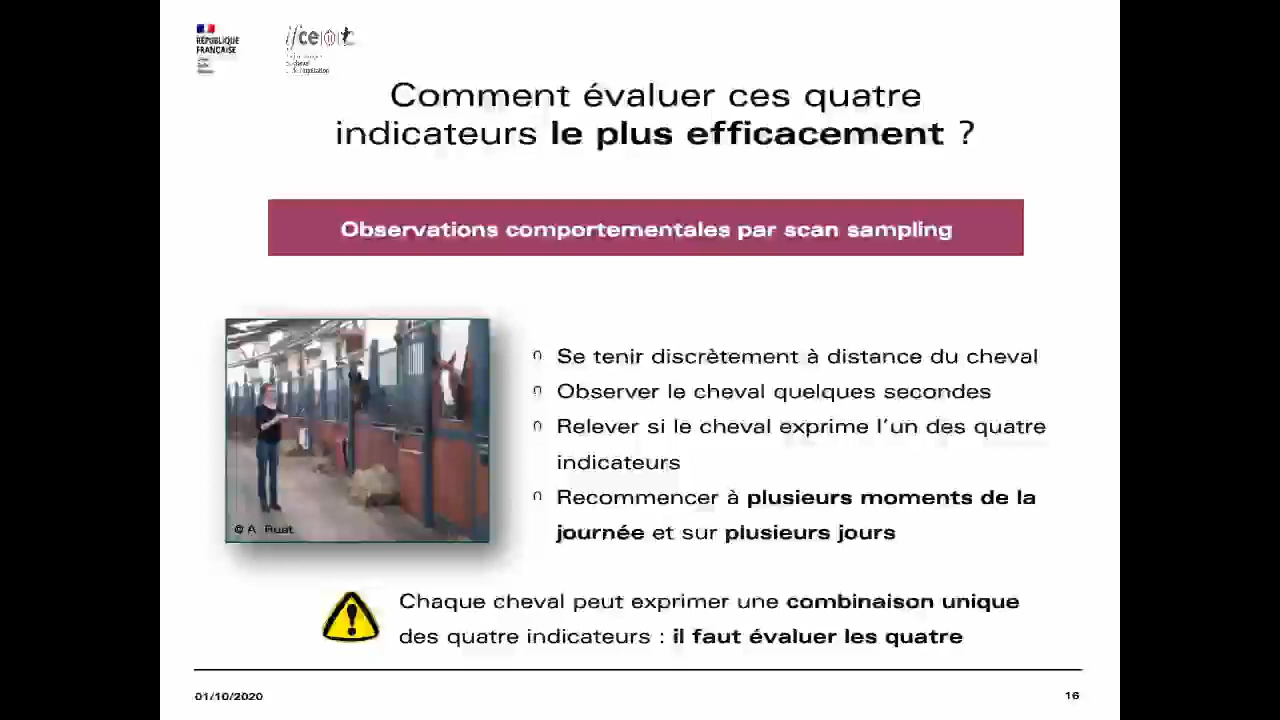 RÉPUBLIQUE
FRANÇAISE
ifce
Comment évaluer ces quatre
indicateurs le plus efficacement ?
Observations comportementales par scan sampling
Se tenir discrètement à distance du cheval
Observer le cheval quelques secondes
Relever si le cheval exprime l'un des quatre
indicateurs
Recommencer à plusieurs moments de la
journée et sur plusieurs jours
© A. Ruet
Chaque cheval peut exprimer une combinaison unique
des quatre indicateurs : il faut évaluer les quatre
01/10/2020
16